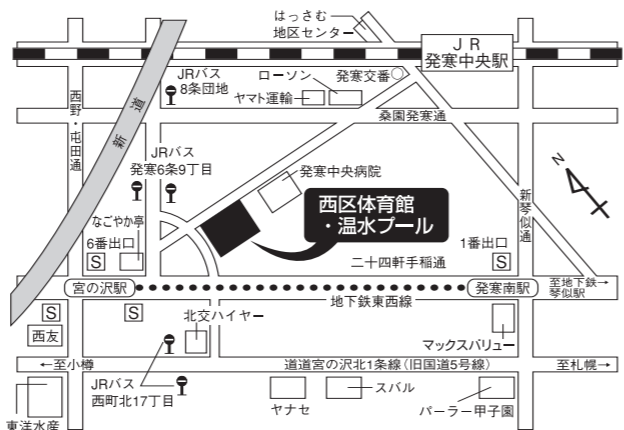 はっさむ
地区センター
JR
発寒中央駅
JRバス
8条団地
ローソン
発寒交番
ヤマト運輸
西野・屯田通
新道
桑園発寒通
JRバス
発寒6条9丁目
発寒中央病院
N
西区体育館
・温水プール
新琴似通
なごやか亭
6番出口
1番出口
S
S
二十四軒手稲通
宮の沢駅
発寒南駅
至地下鉄→
琴似駅
地下鉄東西線
S
S
西友
北交ハイヤー
マックスバリュー
←至小樽
道道宮の沢北1条線(旧国道5号線)
至札幌→
JRバス
西町北17丁目
ヤナセ
スバル
パーラー甲子園
東洋水産